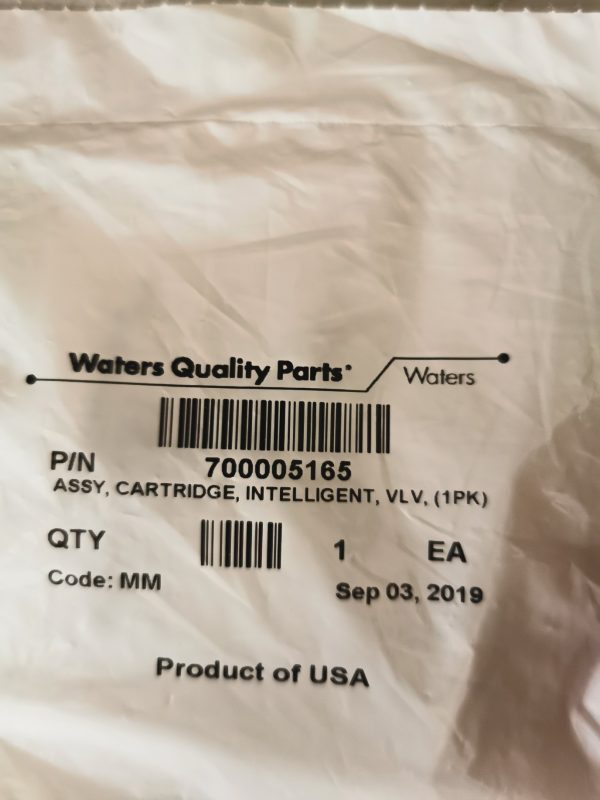 Waters Quality Parts®
Waters
P/N 700005165
ASSY, CARTRIDGE, INTELLIGENT, VLV, (1PK)
QTY 1 EA
Code: MM Sep 03, 2019
Product of USA